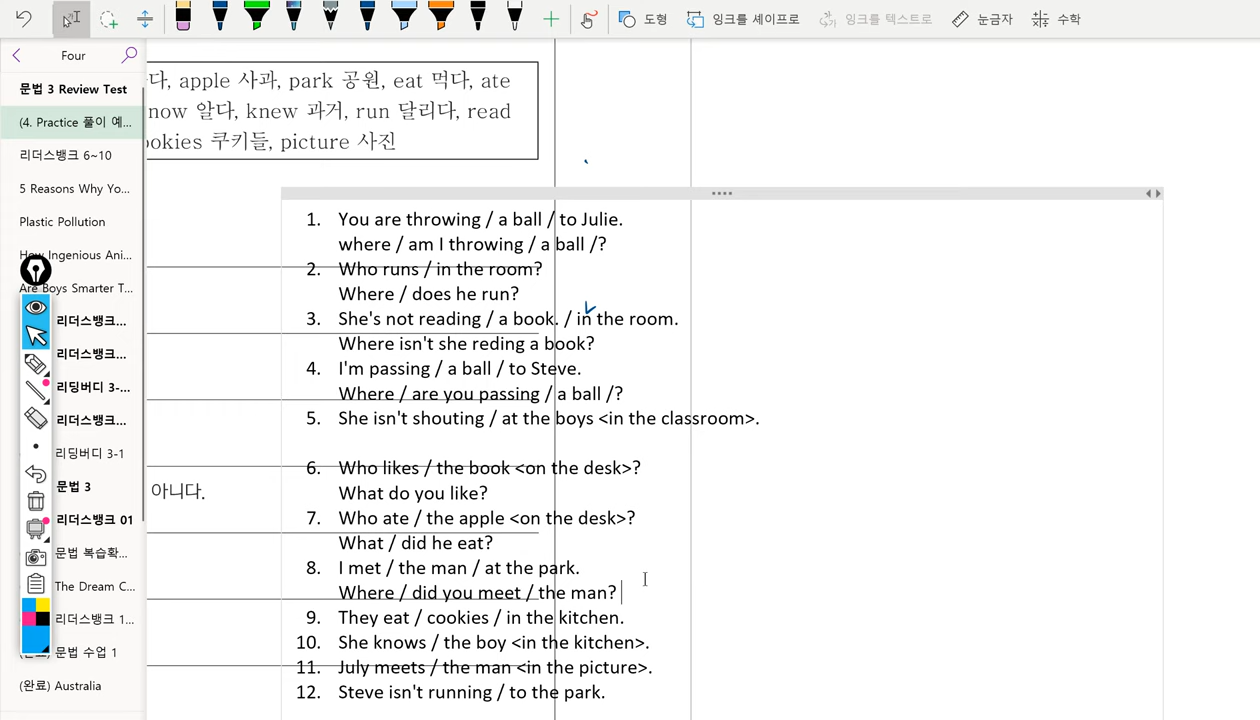 도형
잉크를 셰이프로
잉크를 텍스트로
눈금자
수학
Four
문법 3 Review Test
(4. Practice 풀이 예...
리더스뱅크 6~10
5 Reasons Why Yo...
Plastic Pollution
How Ingenious Ani...
Are Boys Smarter T...
리더스뱅크...
리더스뱅크...
리딩버디 3-...
리더스뱅크...
리딩버디 3-1
문법 3
리더스뱅크 01
문법 복습확...
The Dream C...
리더스뱅크 1...
문법 수업 1
(완료) Australia
다, apple 사과, park 공원, eat 먹다, ate
now 알다, knew 과거, run 달리다, read
ookies 쿠키들, picture 사진
아니다.
1. You are throwing / a ball / to Julie.
where / am I throwing / a ball /?
2. Who runs / in the room?
Where / does he run?
3. She's not reading / a book. / in the room.
Where isn't she reding a book?
4. I'm passing / a ball / to Steve.
Where / are you passing / a ball /?
5. She isn't shouting / at the boys <in the classroom>.
6. Who likes / the book <on the desk>?
What do you like?
7. Who ate / the apple <on the desk>?
What / did he eat?
8. I met / the man / at the park.
Where / did you meet / the man?
9. They eat / cookies / in the kitchen.
10. She knows / the boy <in the kitchen>.
11. July meets / the man <in the picture>.
12. Steve isn't running / to the park.